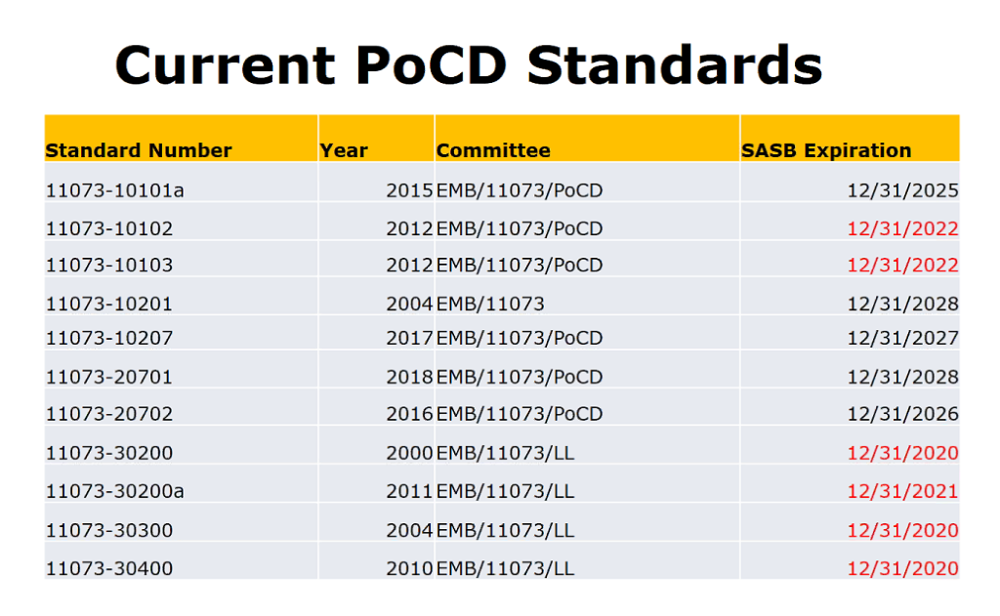 Current PoCD Standards
Standard Number Year Committee SASB Expiration
11073-10101a 2015 EMB/11073/PoCD 12/31/2025
11073-10102 2012 EMB/11073/PoCD 12/31/2022
11073-10103 2012 EMB/11073/PoCD 12/31/2022
11073-10201 2004 EMB/11073 12/31/2028
11073-10207 2017 EMB/11073/PoCD 12/31/2027
11073-20701 2018 EMB/11073/PoCD 12/31/2028
11073-20702 2016 EMB/11073/PoCD 12/31/2026
11073-30200 2000 EMB/11073/LL 12/31/2020
11073-30200a 2011 EMB/11073/LL 12/31/2021
11073-30300 2004 EMB/11073/LL 12/31/2020
11073-30400 2010 EMB/11073/LL 12/31/2020